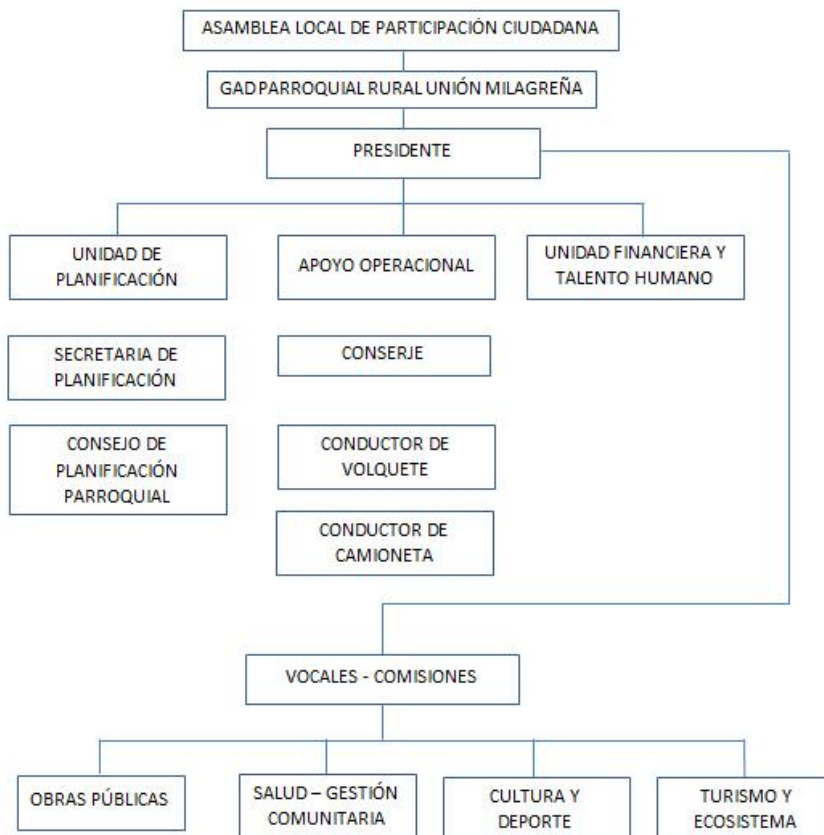 ASAMBLEA LOCAL DE PARTICIPACIÓN CIUDADANA
GAD PARROQUIAL RURAL UNIÓN MILAGREÑA
PRESIDENTE
UNIDAD DE
PLANIFICACIÓN
APOYO OPERACIONAL
UNIDAD FINANCIERA Y
TALENTO HUMANO
SECRETARIA DE
PLANIFICACIÓN
CONSERJE
CONSEJO DE
PLANIFICACIÓN
PARROQUIAL
CONDUCTOR DE
VOLQUETE
CONDUCTOR DE
CAMIONETA
VOCALES - COMISIONES
OBRAS PÚBLICAS
SALUD – GESTIÓN
COMUNITARIA
CULTURA Y
DEPORTE
TURISMO Y
ECOSISTEMA